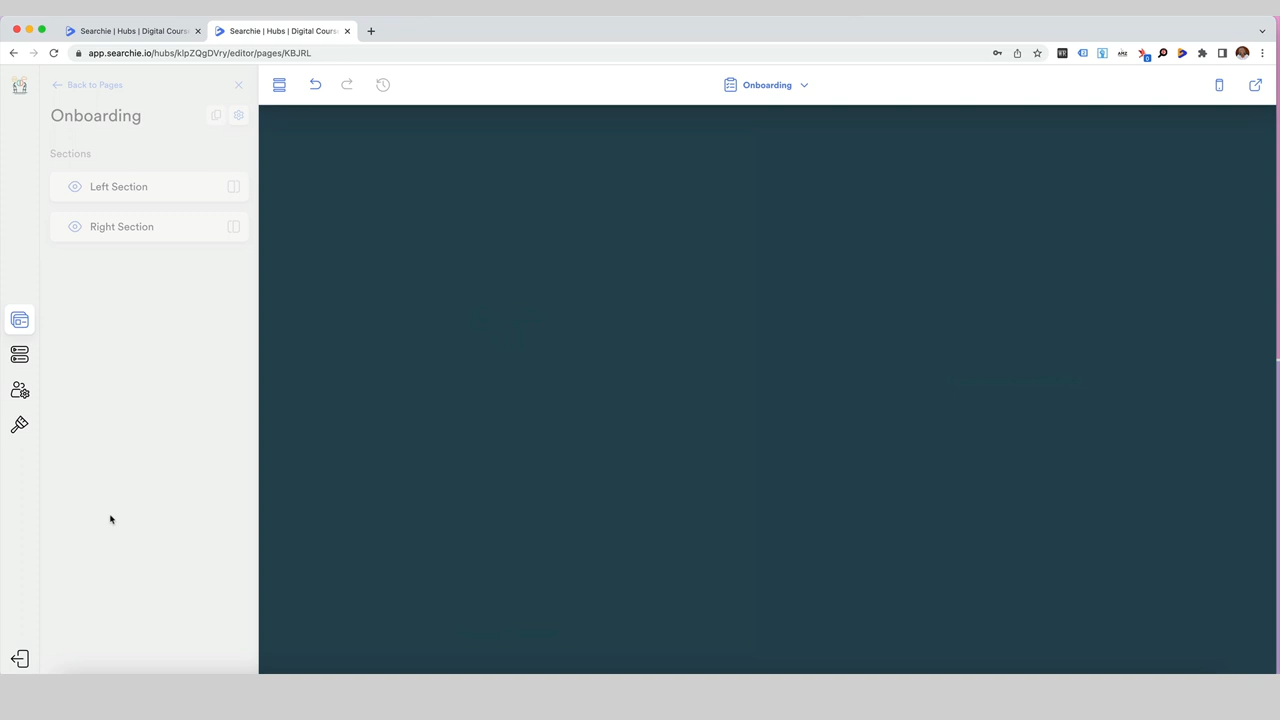 Searchie | Hubs | Digital Cours
Searchie | Hubs | Digital Cours
app.searchie.io/hubs/klpZQgDVry/editor/pages/KBJRL
Back to Pages
Onboarding
Onboarding
Sections
Left Section
Right Section